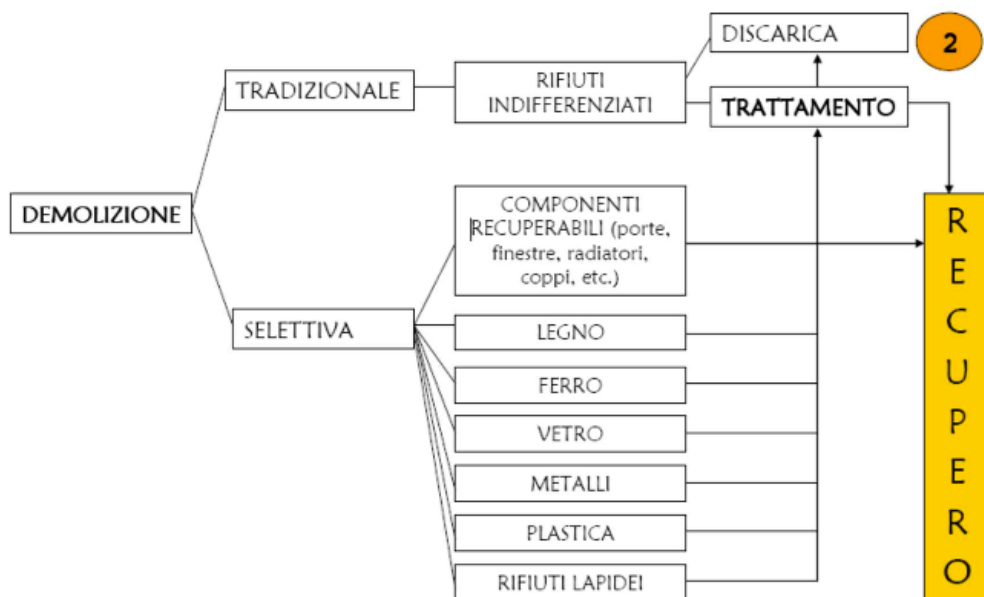 DISCARICA
2
TRADIZIONALE
RIFIUTI
INDIFFERENZIATI
TRATTAMENTO
DEMOLIZIONE
COMPONENTI
RECUPERABILI (porte,
finestre, radiatori,
coppi, etc.)
SELETTIVA
LEGNO
FERRO
VETRO
METALLI
PLASTICA
RIFIUTI LAPIDEI
R
E
C
U
P
E
R
O